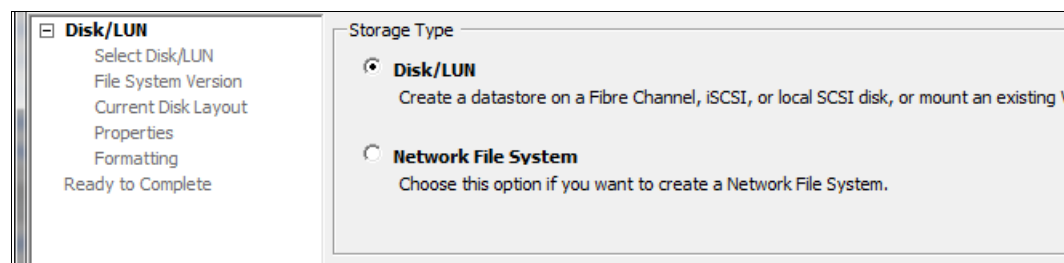 Disk/LUN
Select Disk/LUN
File System Version
Current Disk Layout
Properties
Formatting
Ready to Complete
Storage Type
Disk/LUN
Create a datastore on a Fibre Channel, iSCSI, or local SCSI disk, or mount an existing
Network File System
Choose this option if you want to create a Network File System.